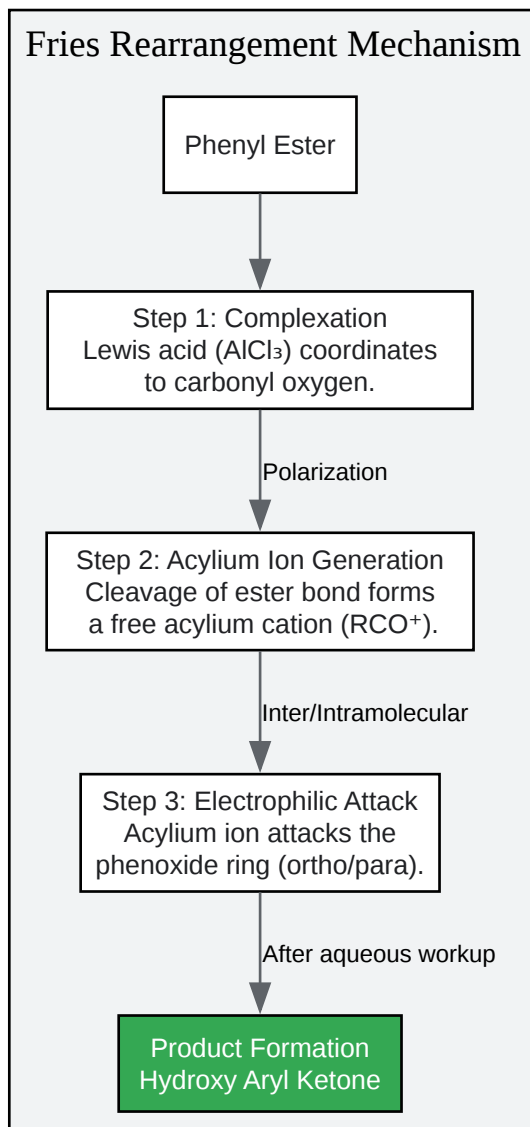 Fries Rearrangement Mechanism
Phenyl Ester
Step 1: Complexation
Lewis acid (AlCl₃) coordinates
to carbonyl oxygen.
Polarization
Step 2: Acylium Ion Generation
Cleavage of ester bond forms
a free acylium cation (RCO⁺).
Inter/Intramolecular
Step 3: Electrophilic Attack
Acylium ion attacks the
phenoxide ring (ortho/para).
After aqueous workup
Product Formation
Hydroxy Aryl Ketone